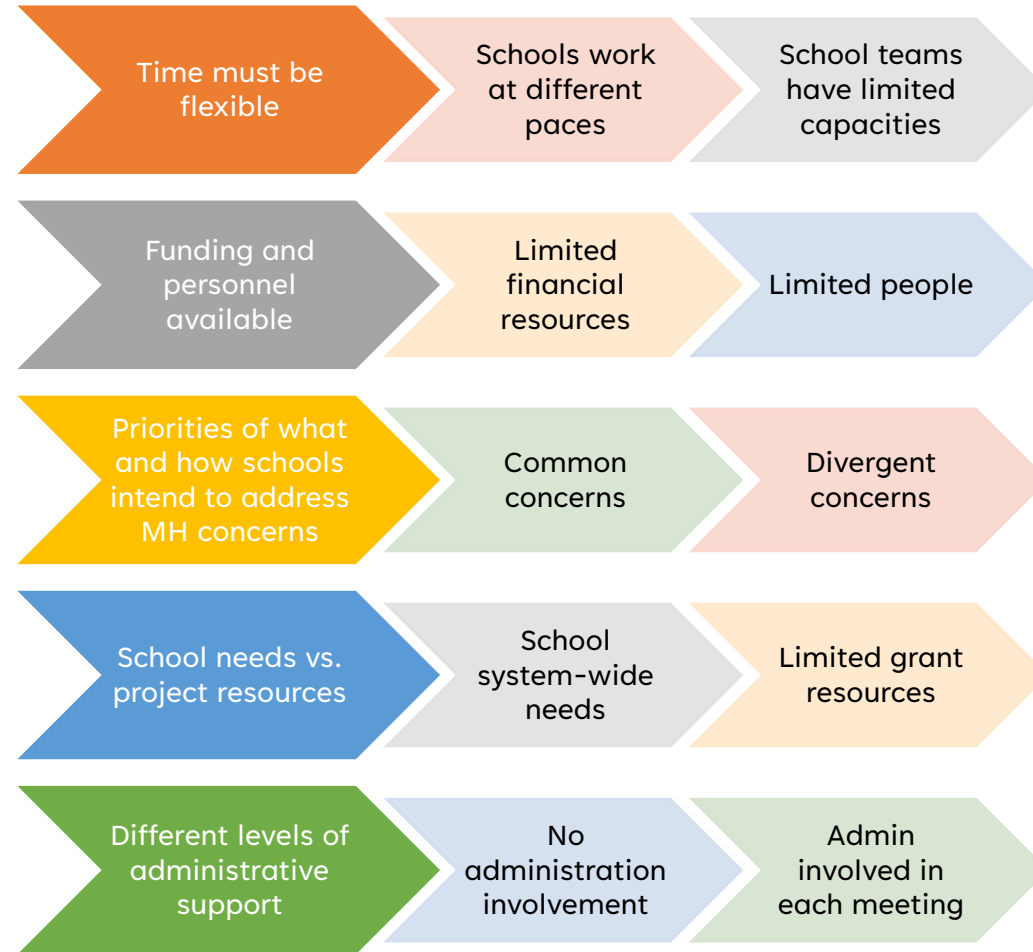 Time must be
flexible
Schools work
at different
paces
School teams
have limited
capacities
Funding and
personnel
available
Limited
financial
resources
Limited people
Priorities of what
and how schools
intend to address
MH concerns
Common
concerns
Divergent
concerns
School needs vs.
project resources
School
system-wide
needs
Limited grant
resources
Different levels of
administrative
support
No
administration
involvement
Admin
involved in
each meeting